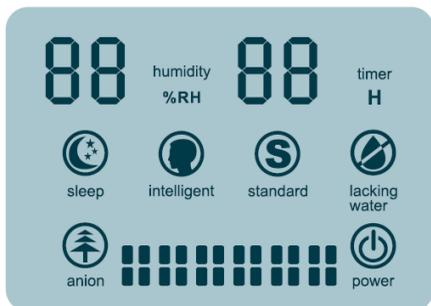 88 humidity %RH 88 timer H
sleep intelligent standard S lacking water
anion power